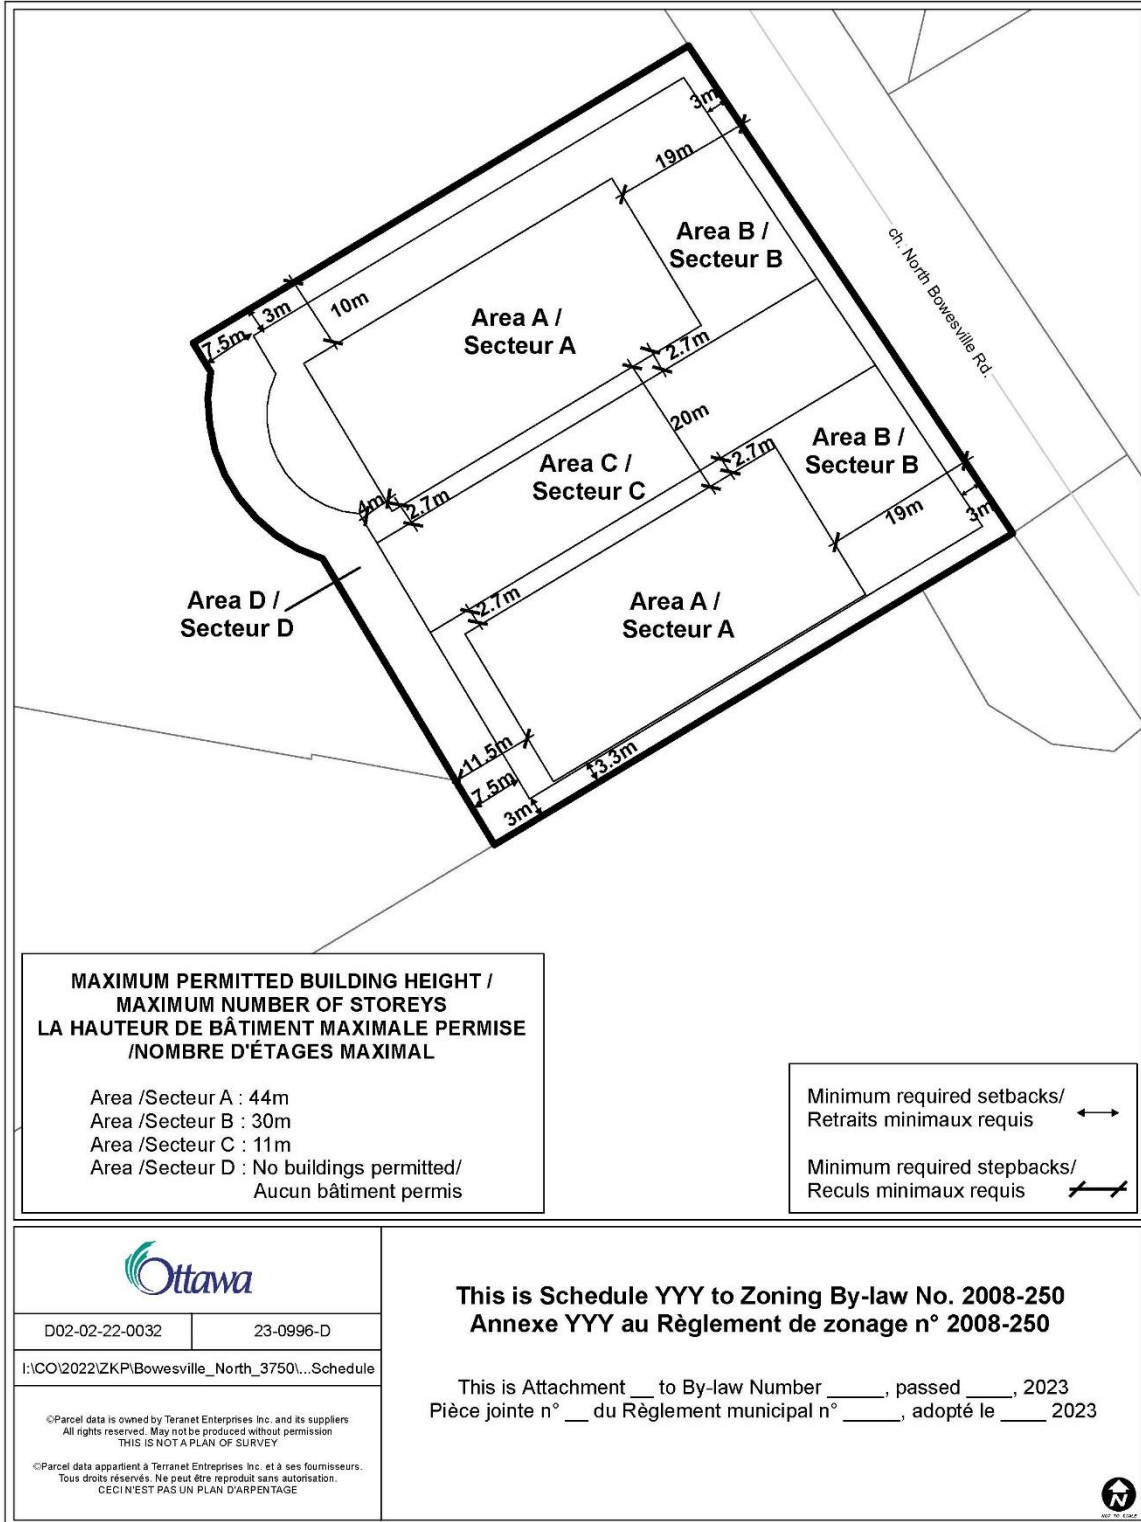 3m
19m
ch. North Bowesville Rd.
Area B /
Secteur B
3m
10m
7.5m
Area A /
Secteur A
2.7m
20m
Area B /
Secteur B
Area C /
Secteur C
2.7m
4m
2.7m
19m
3m
Area D /
Secteur D
2.7m
Area A /
Secteur A
11.5m
3.3m
7.5m
3m
MAXIMUM PERMITTED BUILDING HEIGHT /
MAXIMUM NUMBER OF STOREYS
LA HAUTEUR DE BÂTIMENT MAXIMALE PERMISE
/NOMBRE D'ÉTAGES MAXIMAL
Area /Secteur A : 44m
Area /Secteur B : 30m
Area /Secteur C : 11m
Area /Secteur D : No buildings permitted/
Aucun bâtiment permis
Minimum required setbacks/
Retraits minimaux requis
Minimum required stepbacks/
Reculs minimaux requis
Ottawa
D02-02-22-0032
23-0996-D
I:\CO\2022\ZKP\Bowesville_North_3750\...Schedule
©Parcel data is owned by Teranet Enterprises Inc. and its suppliers
All rights reserved. May not be produced without permission
THIS IS NOT A PLAN OF SURVEY
©Parcel data appartient à Terranet Entreprises Inc. et à ses fournisseurs.
Tous droits réservés. Ne peut être reproduit sans autorisation.
CECI N'EST PAS UN PLAN D'ARPENTAGE
This is Schedule YYY to Zoning By-law No. 2008-250
Annexe YYY au Règlement de zonage n° 2008-250
This is Attachment __ to By-law Number _____, passed ____, 2023
Pièce jointe n° __ du Règlement municipal n° _____, adopté le ____ 2023
N
NOT TO SCALE